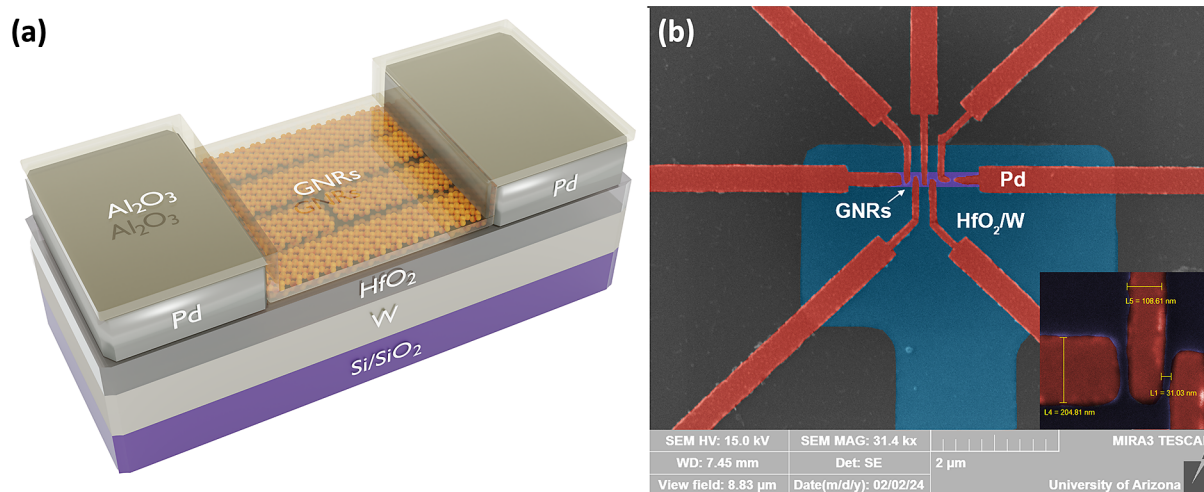 (a)
Al₂O₃
Al₂O₃
GNRs
Pd
Pd
HfO₂
W
Si/SiO₂
(b)
Pd
GNRs
HfO₂/W
L5 = 108.61 nm
L1 = 31.03 nm
L4 = 204.81 nm
SEM HV: 15.0 kV
SEM MAG: 31.4 kx
MIRA3 TESCA
WD: 7.45 mm
Det: SE
2 µm
View field: 8.83 µm
Date(m/d/y): 02/02/24
University of Arizona